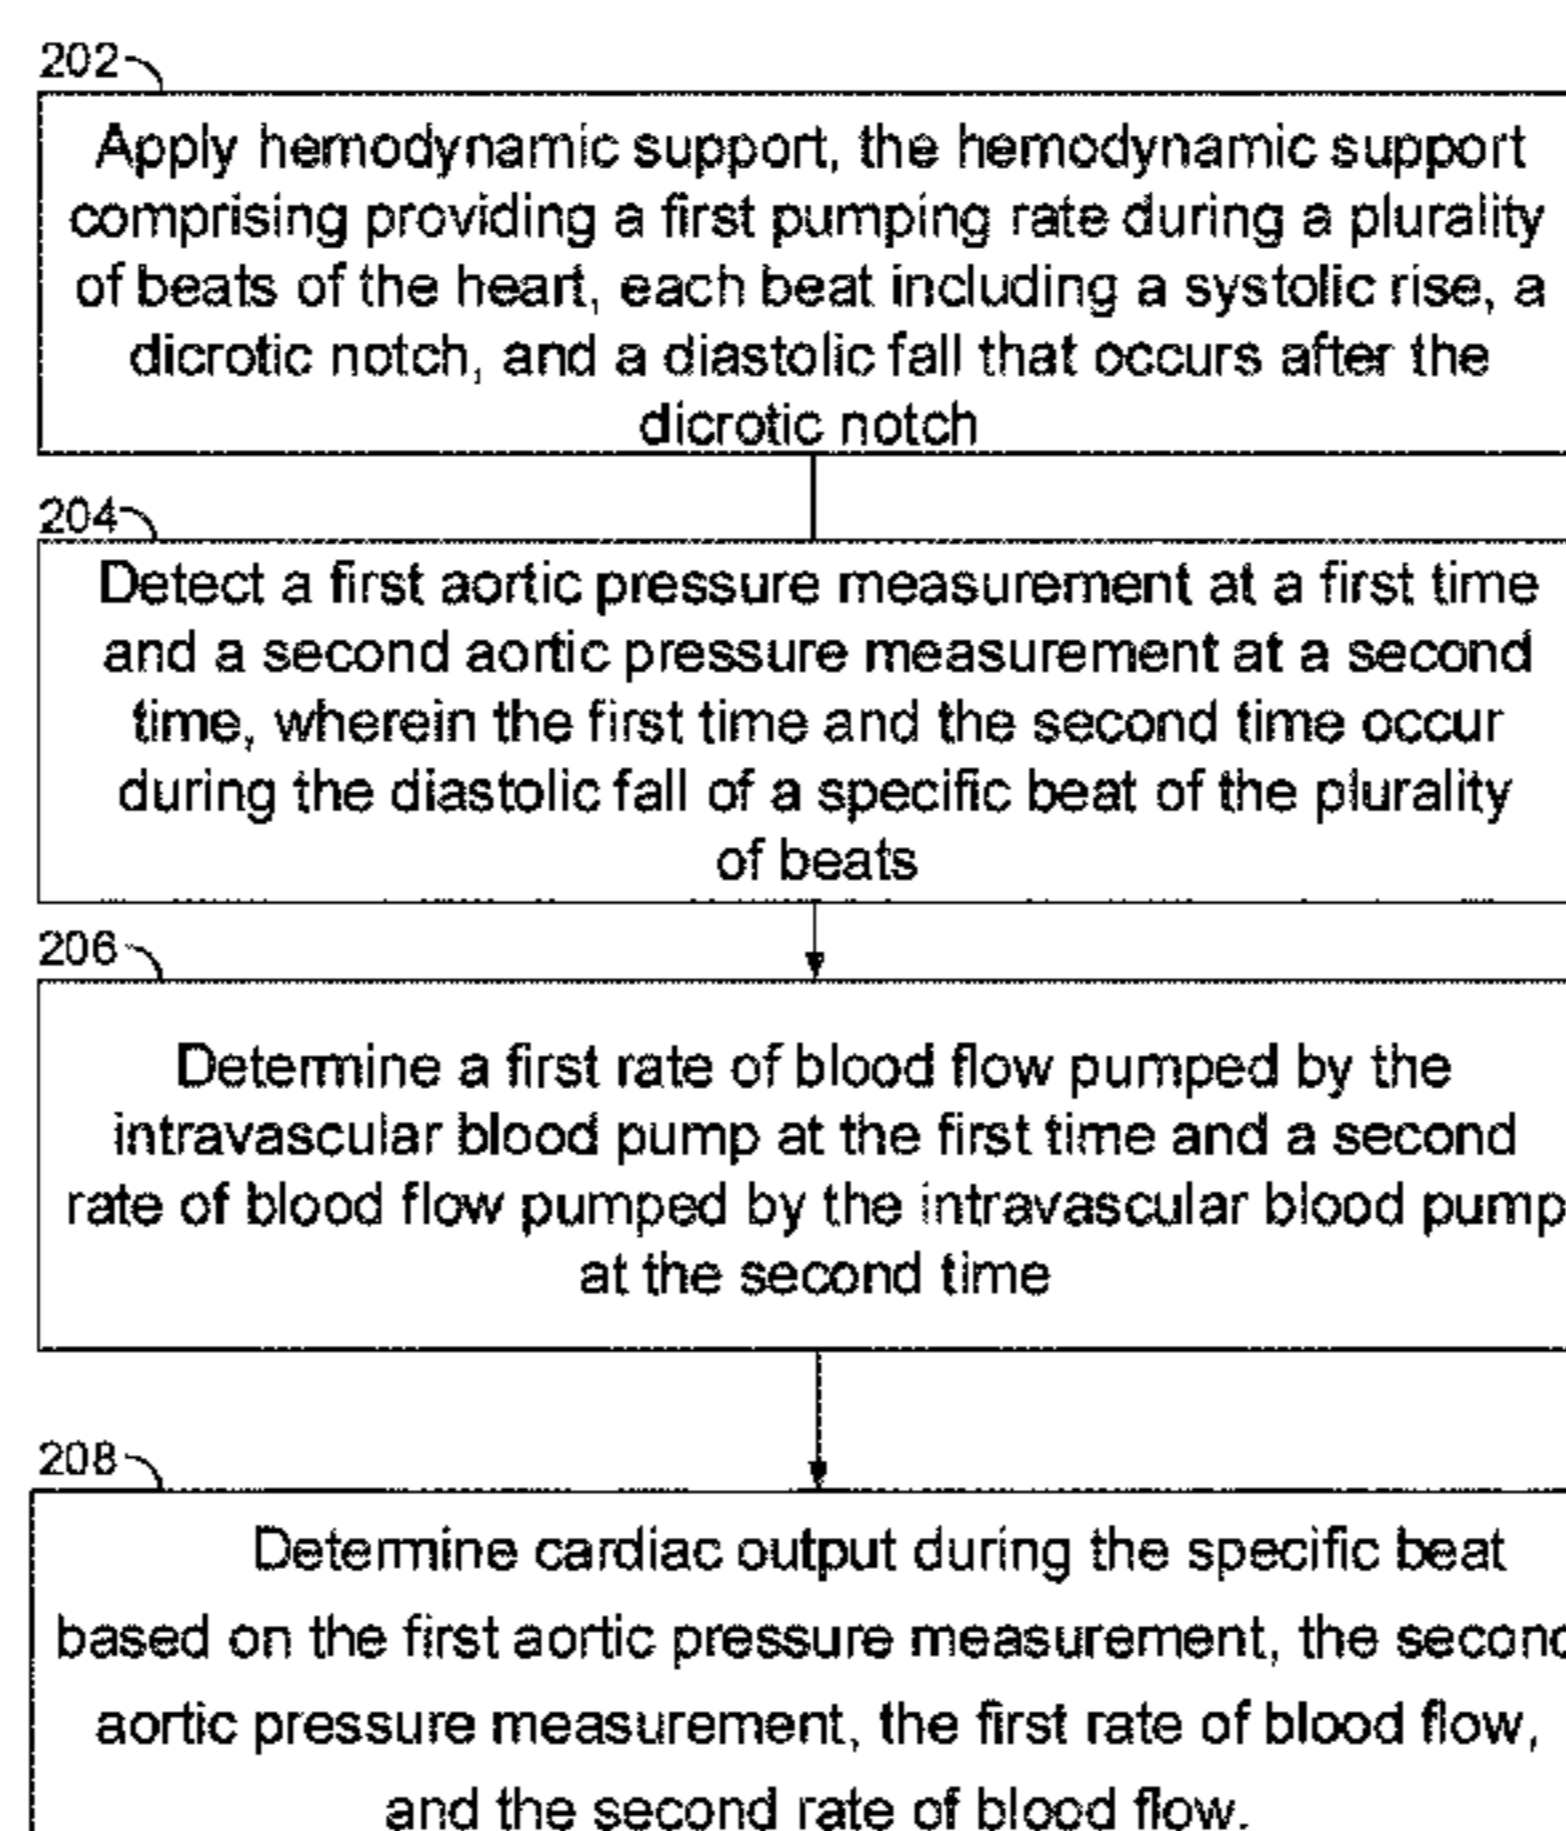 202
Apply hemodynamic support, the hemodynamic support
comprising providing a first pumping rate during a plurality
of beats of the heart, each beat including a systolic rise, a
dicrotic notch, and a diastolic fall that occurs after the
dicrotic notch
204
Detect a first aortic pressure measurement at a first time
and a second aortic pressure measurement at a second
time, wherein the first time and the second time occur
during the diastolic fall of a specific beat of the plurality
of beats
206
Determine a first rate of blood flow pumped by the
intravascular blood pump at the first time and a second
rate of blood flow pumped by the intravascular blood pump
at the second time
208
Determine cardiac output during the specific beat
based on the first aortic pressure measurement, the second
aortic pressure measurement, the first rate of blood flow,
and the second rate of blood flow.